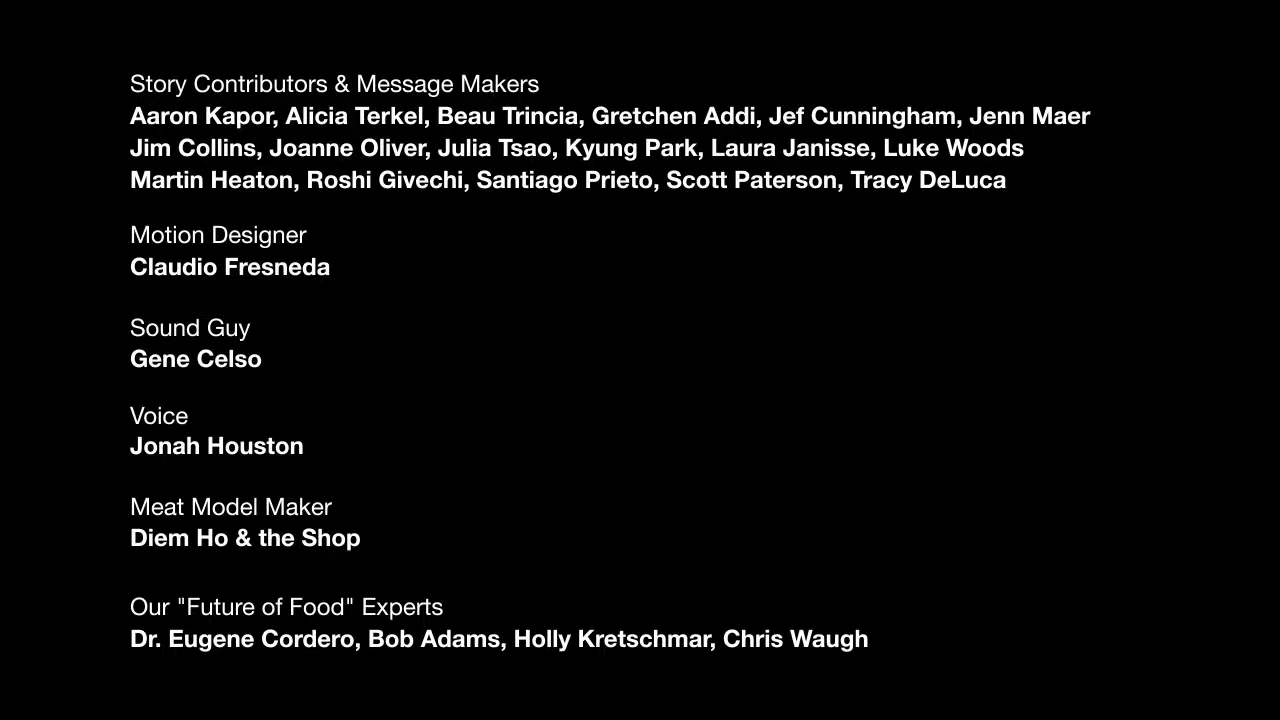 Story Contributors & Message Makers
Aaron Kapor, Alicia Terkel, Beau Trincia, Gretchen Addi, Jef Cunningham, Jenn Maer
Jim Collins, Joanne Oliver, Julia Tsao, Kyung Park, Laura Janisse, Luke Woods
Martin Heaton, Roshi Givechi, Santiago Prieto, Scott Paterson, Tracy DeLuca
Motion Designer
Claudio Fresneda
Sound Guy
Gene Celso
Voice
Jonah Houston
Meat Model Maker
Diem Ho & the Shop
Our "Future of Food" Experts
Dr. Eugene Cordero, Bob Adams, Holly Kretschmar, Chris Waugh